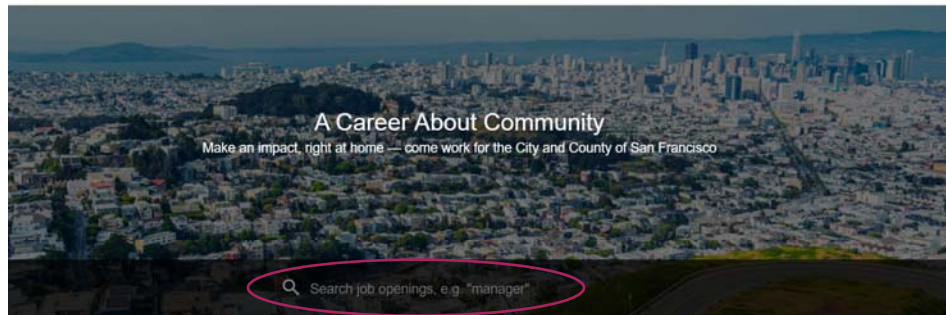 A Career About Community
Make an impact, right at home — come work for the City and County of San Francisco
Search job openings, e.g. "manager"